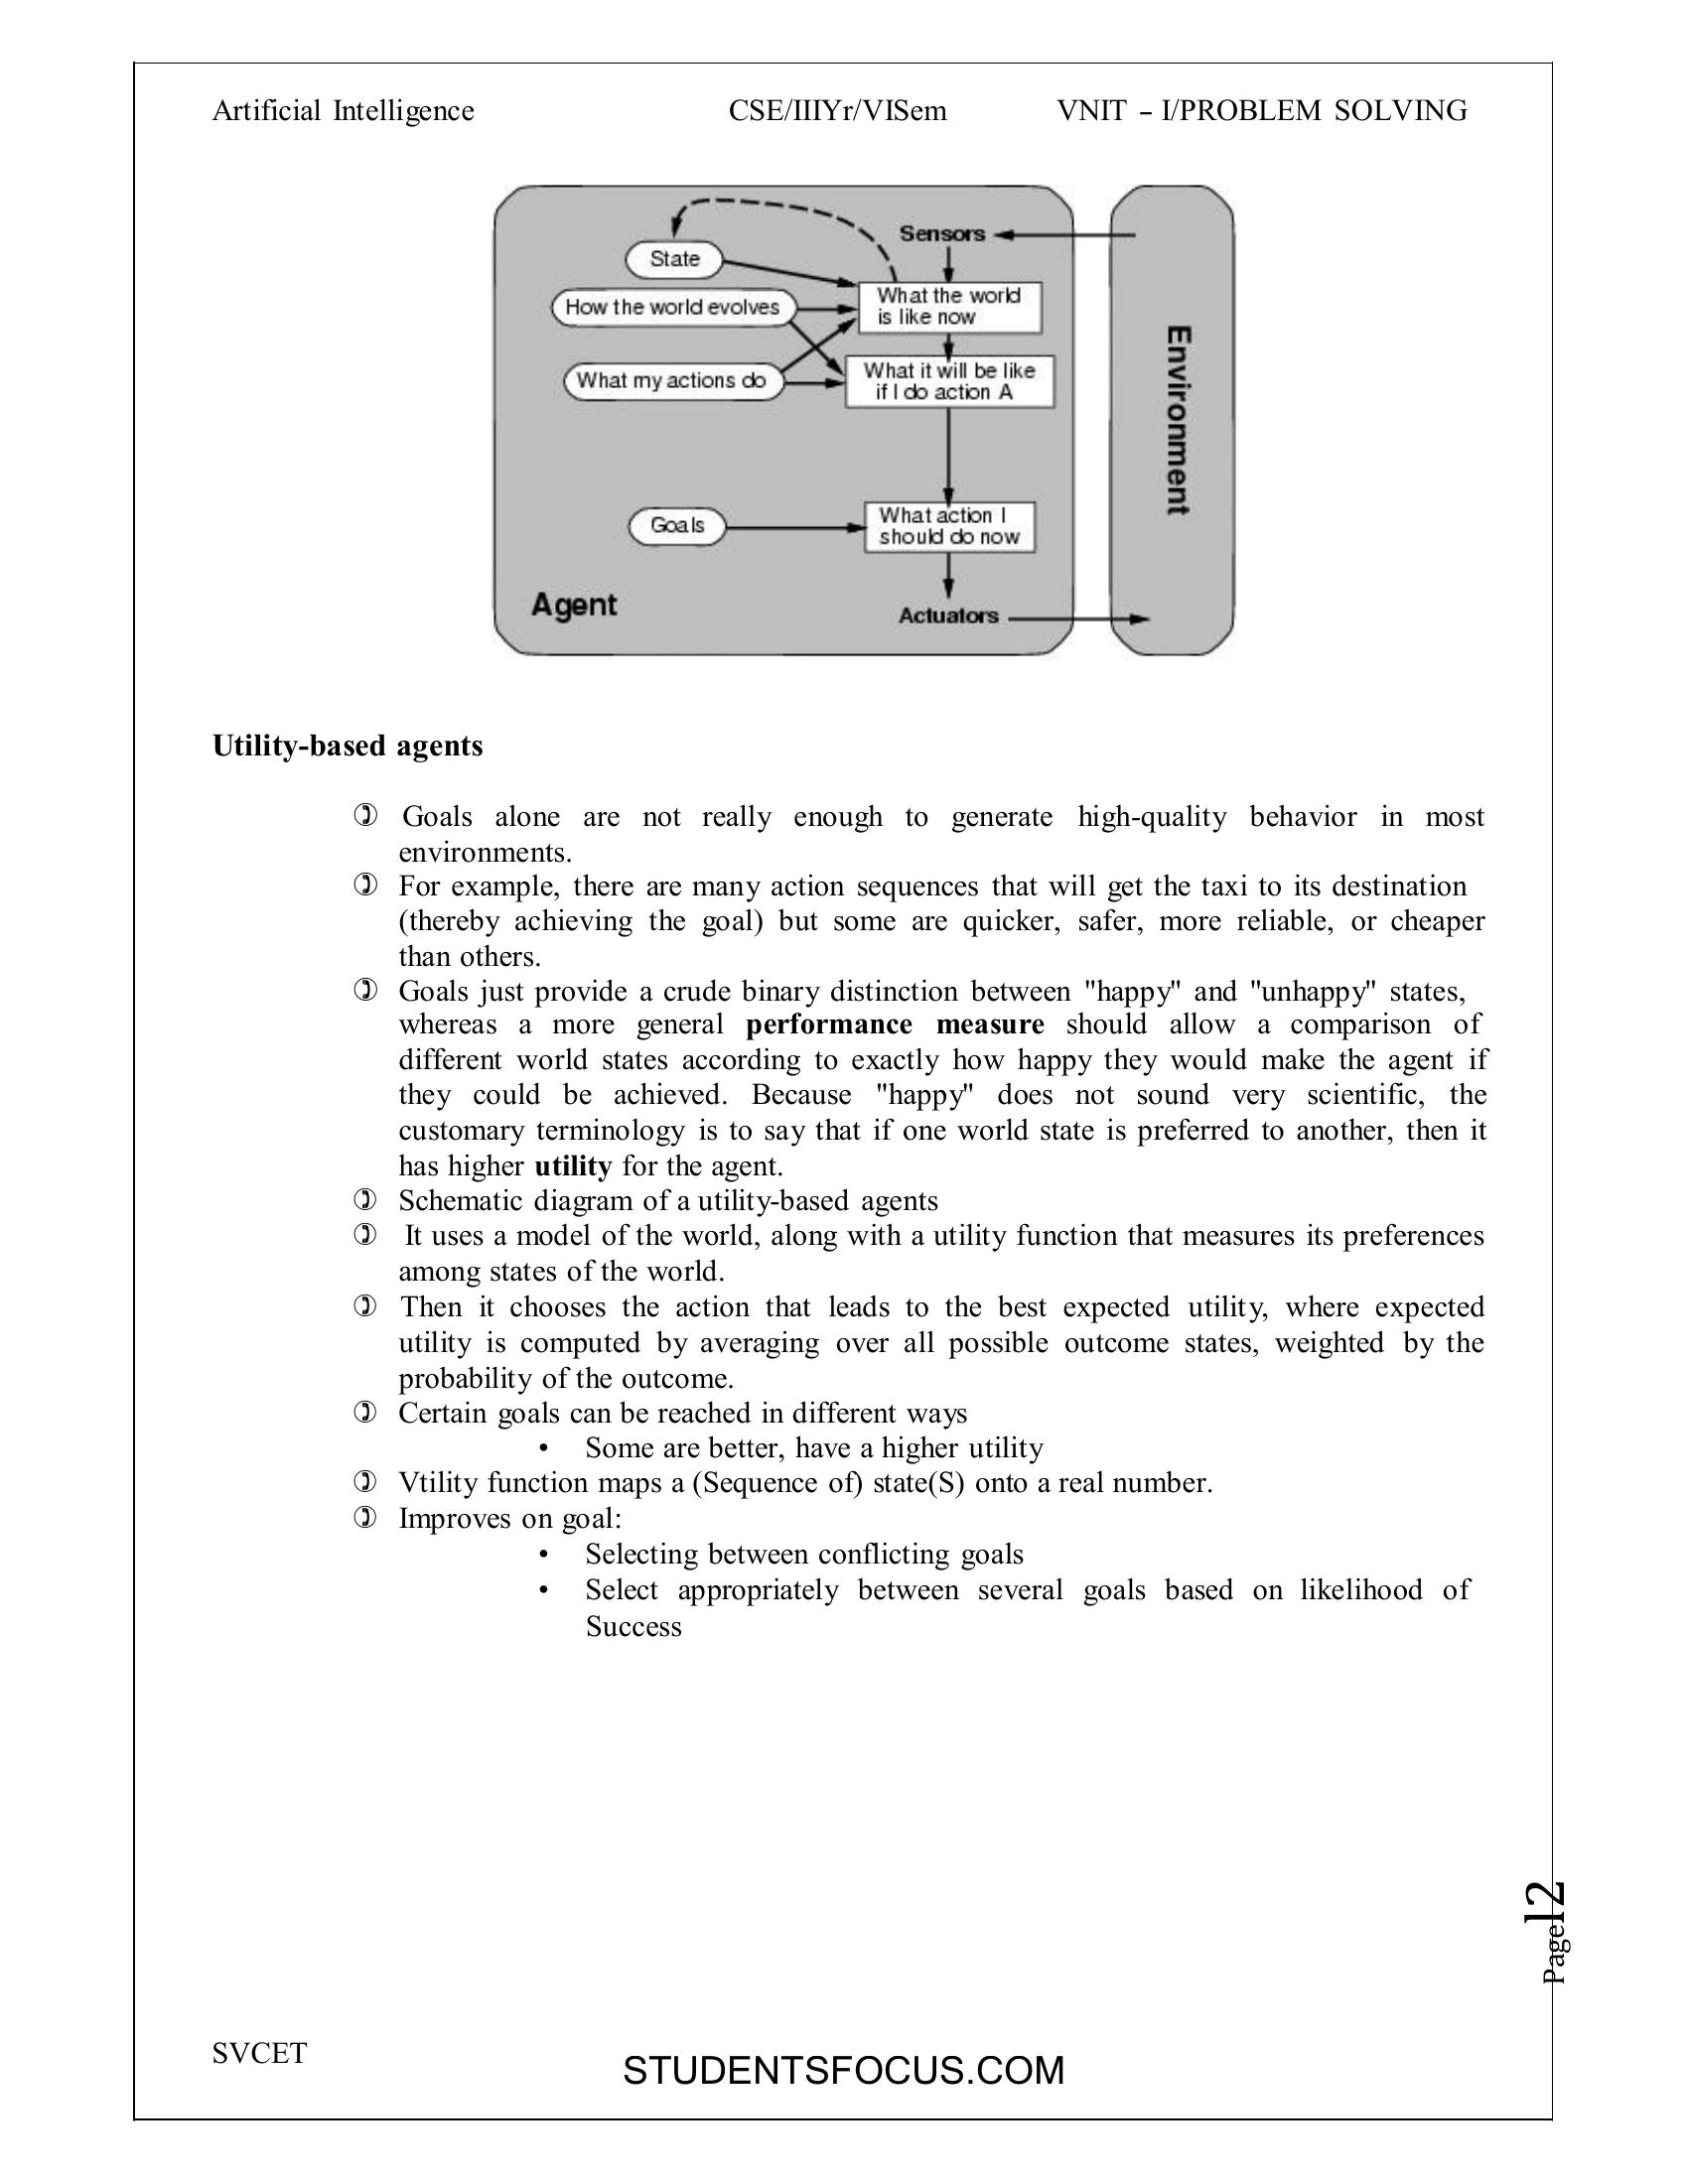 Artificial Intelligence CSE/IIIYr/VISem VNIT – I/PROBLEM SOLVING
Sensors
State
What the world
is like now
How the world evolves
What it will be like
if I do action A
What my actions do
Environment
What action I
should do now
Goals
Agent
Actuators
Utility-based agents
Goals alone are not really enough to generate high-quality behavior in most
environments.
For example, there are many action sequences that will get the taxi to its destination
(thereby achieving the goal) but some are quicker, safer, more reliable, or cheaper
than others.
Goals just provide a crude binary distinction between "happy" and "unhappy" states,
whereas a more general performance measure should allow a comparison of
different world states according to exactly how happy they would make the agent if
they could be achieved. Because "happy" does not sound very scientific, the
customary terminology is to say that if one world state is preferred to another, then it
has higher utility for the agent.
Schematic diagram of a utility-based agents
It uses a model of the world, along with a utility function that measures its preferences
among states of the world.
Then it chooses the action that leads to the best expected utility, where expected
utility is computed by averaging over all possible outcome states, weighted by the
probability of the outcome.
Certain goals can be reached in different ways
• Some are better, have a higher utility
Vtility function maps a (Sequence of) state(S) onto a real number.
Improves on goal:
• Selecting between conflicting goals
• Select appropriately between several goals based on likelihood of
Success
Page12
SVCET
STUDENTSFOCUS.COM